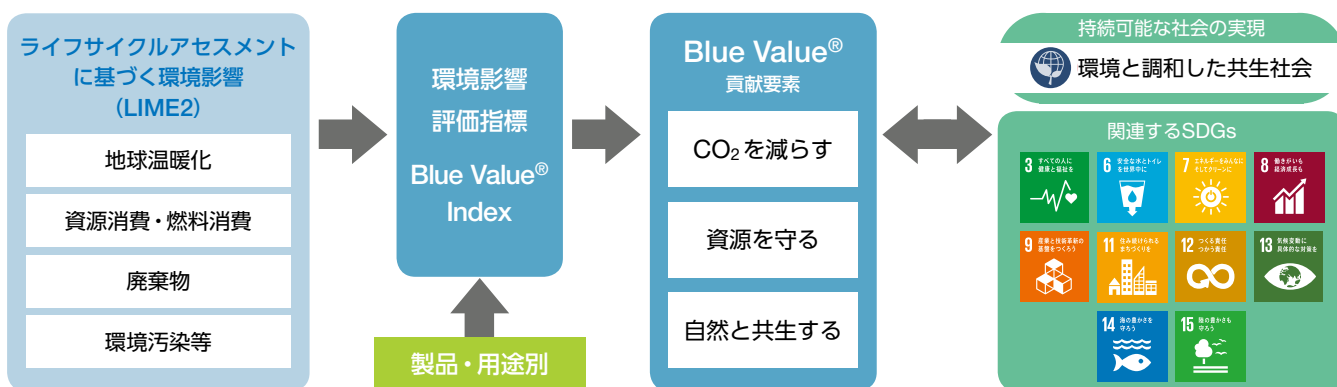 ライフサイクルアセスメント
に基づく環境影響
(LIME2)
地球温暖化
資源消費・燃料消費
廃棄物
環境汚染等
環境影響
評価指標
Blue Value®
Index
製品・用途別
Blue Value®
貢献要素
CO₂を減らす
資源を守る
自然と共生する
持続可能な社会の実現
環境と調和した共生社会
関連するSDGs
3 すべての人に
健康と福祉を
6 安全な水とトイレ
を世界中に
7 エネルギーをみんなに
そしてクリーンに
8 働きがいも
経済成長も
9 産業と技術革新の
基盤をつくろう
11 住み続けられる
まちづくりを
12 つくる責任
つかう責任
13 気候変動に
具体的な対策を
14 海の豊かさを
守ろう
15 陸の豊かさも
守ろう